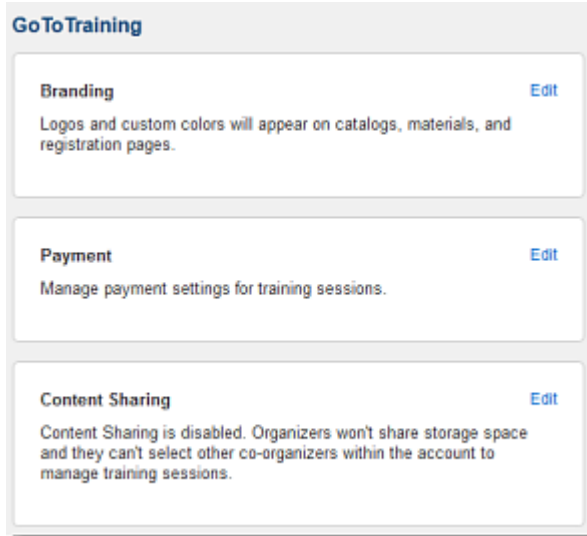 GoToTraining
Branding Edit
Logos and custom colors will appear on catalogs, materials, and
registration pages.
Payment Edit
Manage payment settings for training sessions.
Content Sharing Edit
Content Sharing is disabled. Organizers won't share storage space
and they can't select other co-organizers within the account to
manage training sessions.